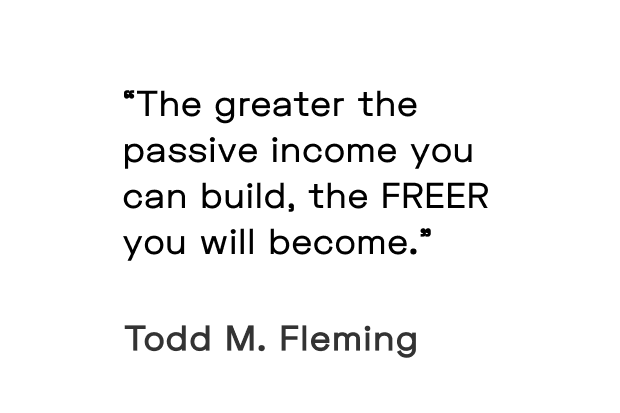 “The greater the
passive income you
can build, the FREER
you will become.”
Todd M. Fleming